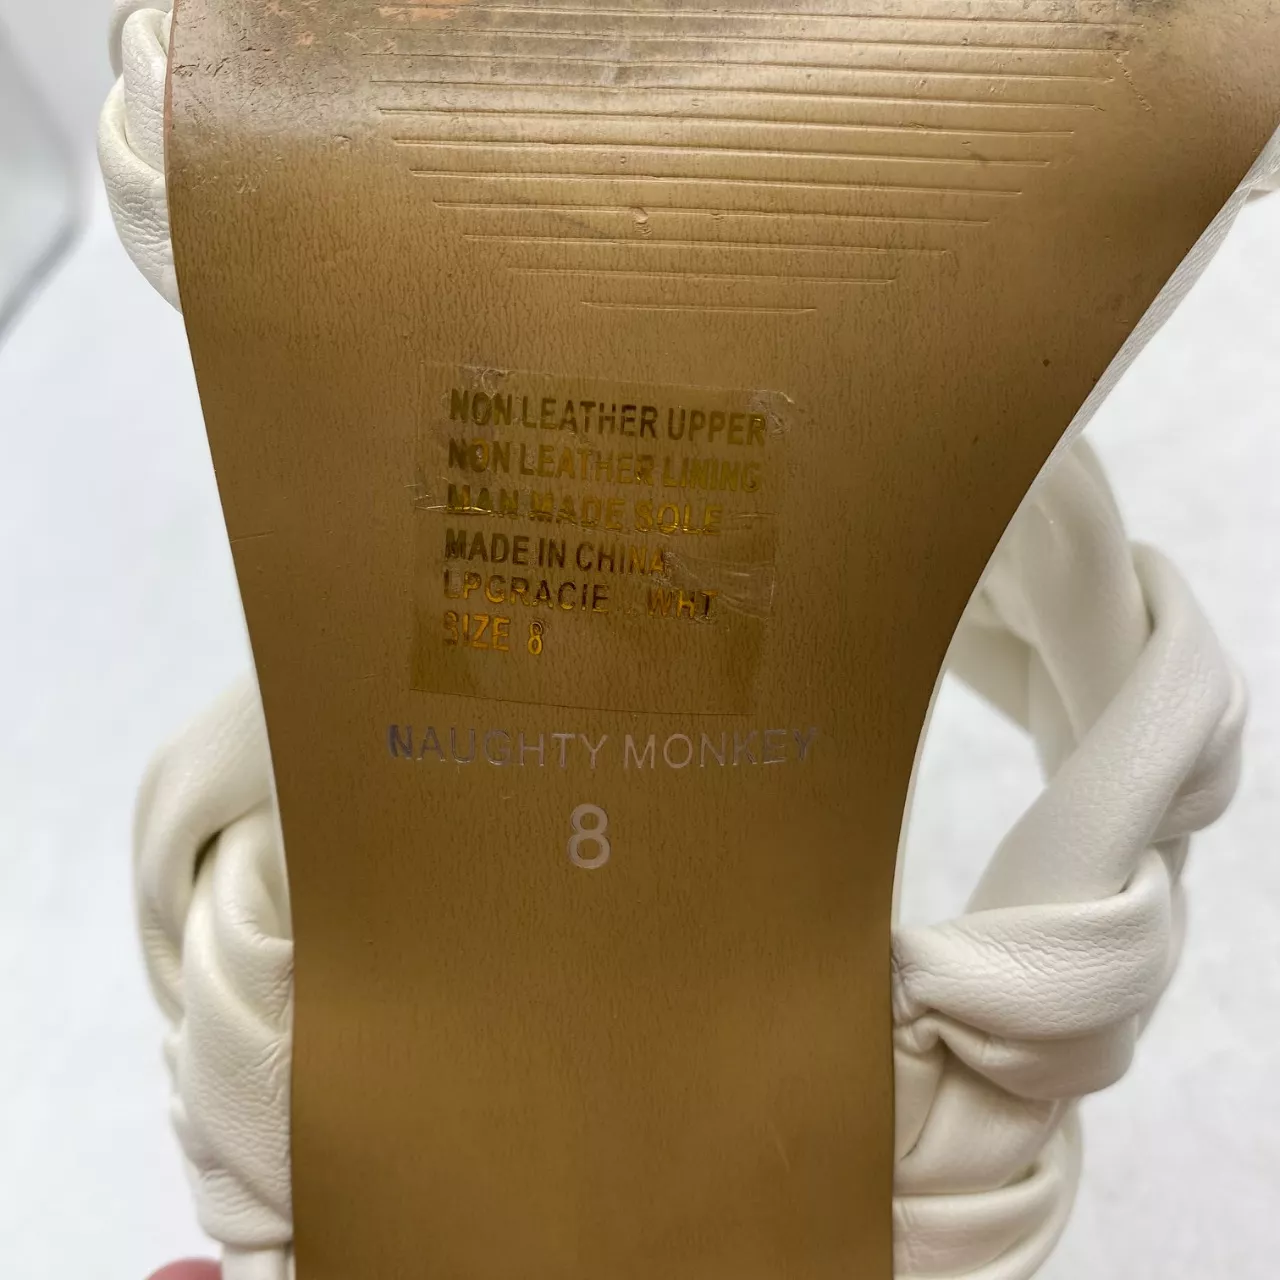 NON LEATHER UPPER
NON LEATHER LINING
MAN MADE SOLE
MADE IN CHINA
LPGRACIE . WHT
SIZE 8
NAUGHTY MONKEY
8